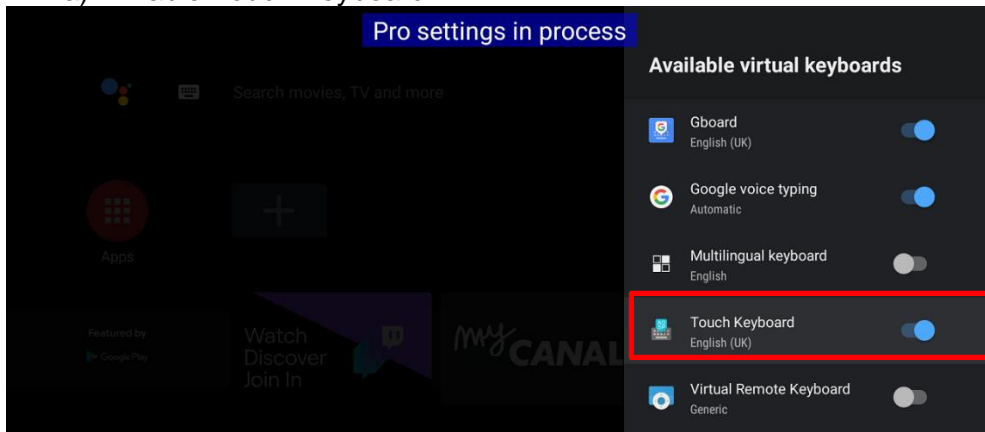 Pro settings in process
Available virtual keyboards
Search movies, TV and more
Gboard
English (UK)
Google voice typing
Automatic
Apps
Multilingual keyboard
English
Touch Keyboard
English (UK)
Featured by
Google Play
Watch
Discover
Join In
my CANAL
Virtual Remote Keyboard
Generic